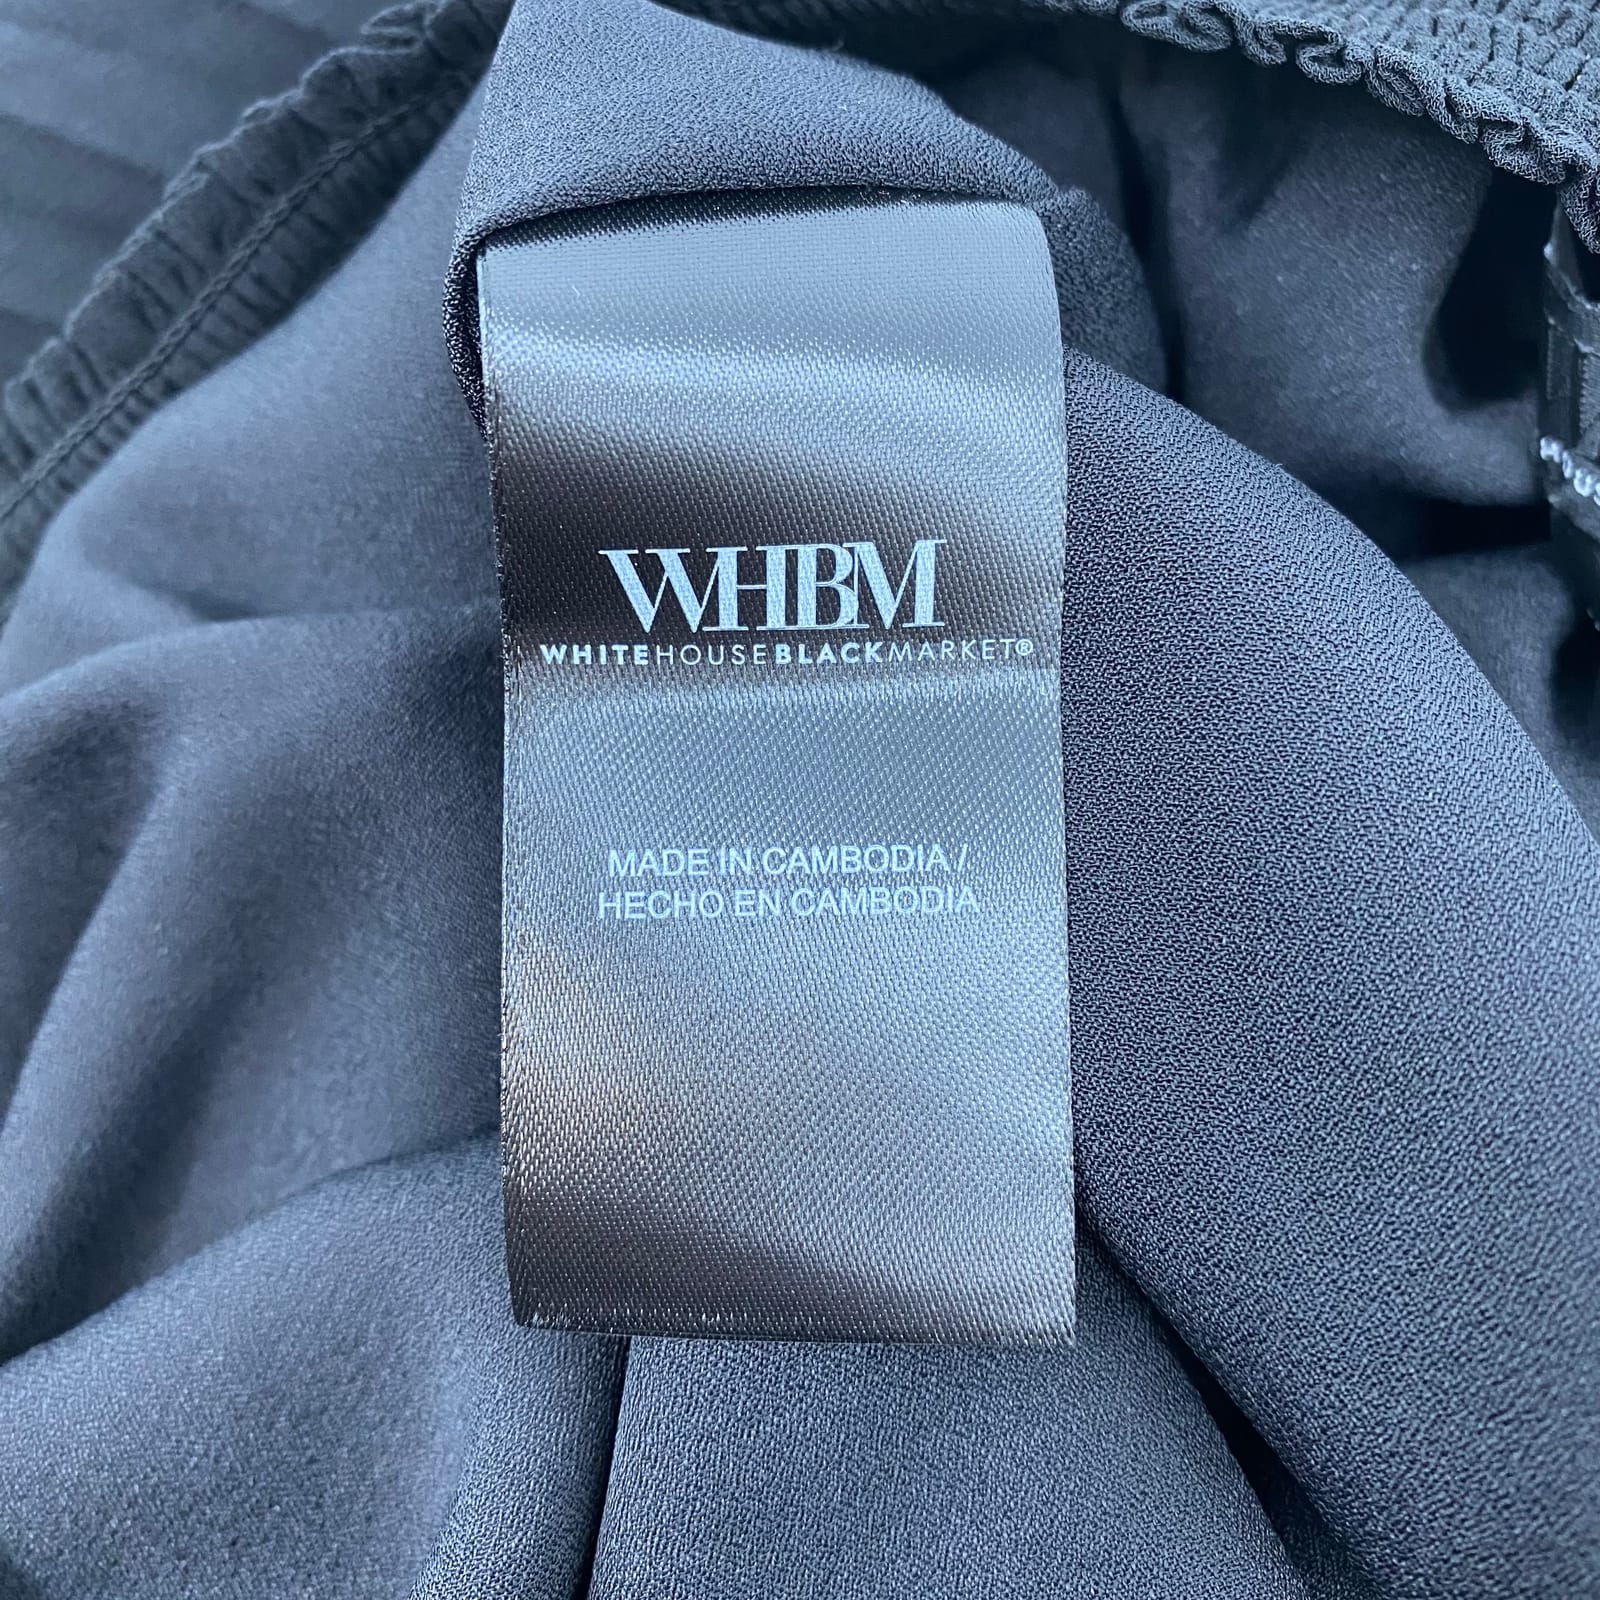 WHBM
WHITEHOUSEBLACKMARKET®
MADE IN CAMBODIA /
HECHO EN CAMBODIA